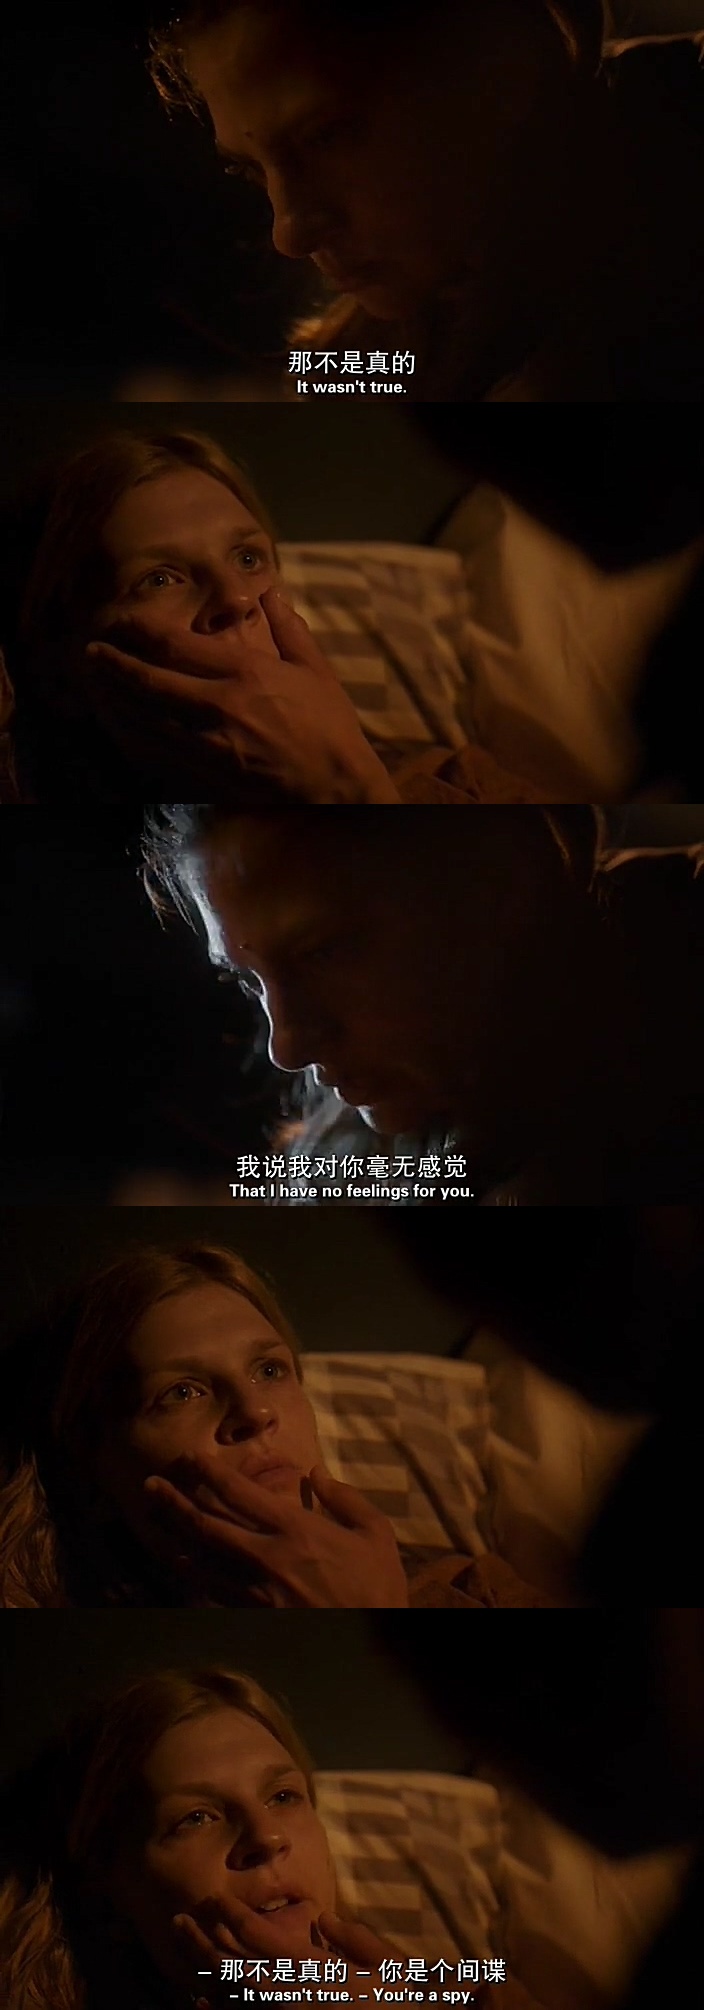 那不是真的
It wasn't true.
我说我对你毫无感觉
That I have no feelings for you.
– 那不是真的 – 你是个间谍
– It wasn't true. – You're a spy.